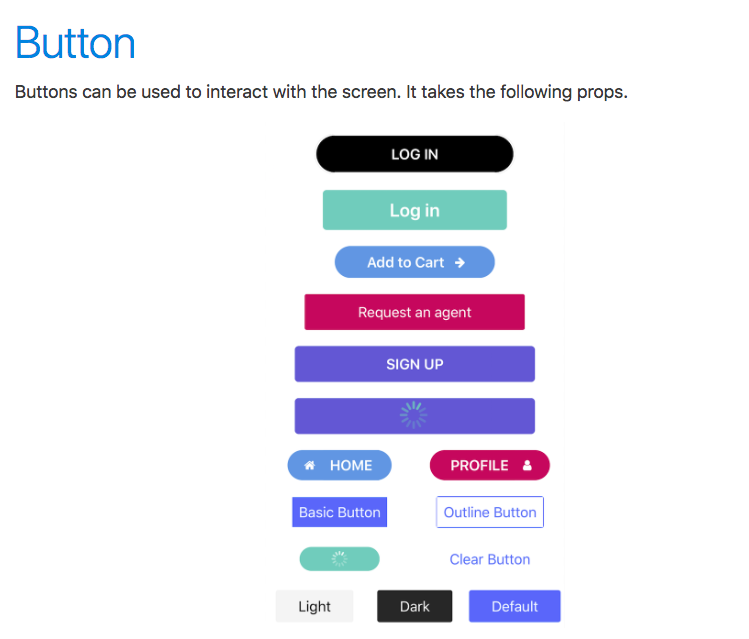 Button
Buttons can be used to interact with the screen. It takes the following props.
LOG IN
Log in
Add to Cart
Request an agent
SIGN UP
HOME
PROFILE
Basic Button
Outline Button
Clear Button
Light
Dark
Default